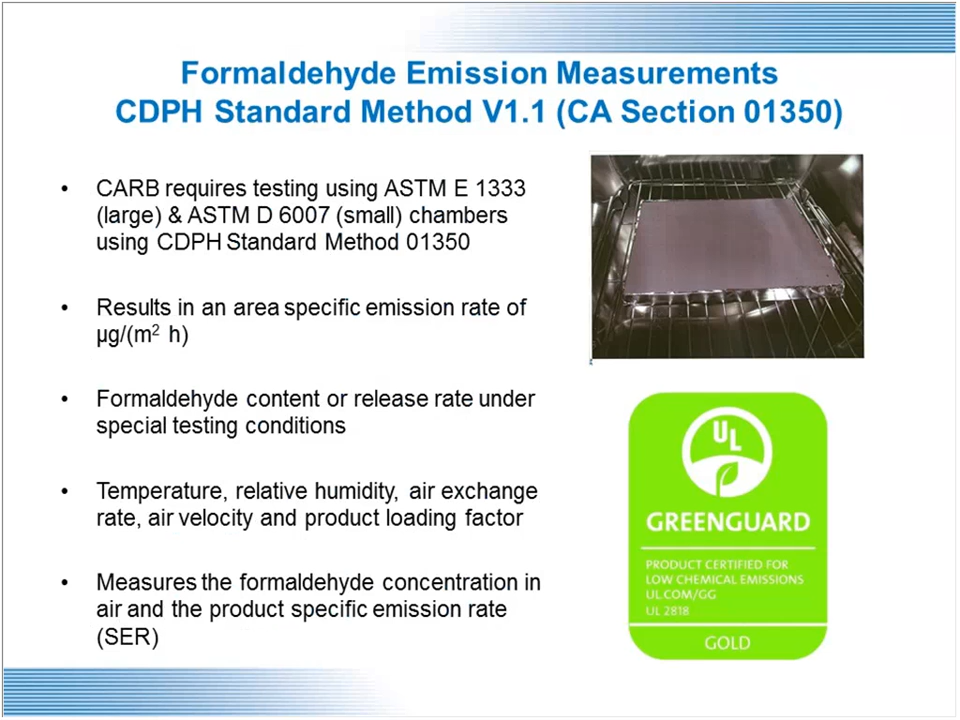 Formaldehyde Emission Measurements
CDPH Standard Method V1.1 (CA Section 01350)
• CARB requires testing using ASTM E 1333
(large) & ASTM D 6007 (small) chambers
using CDPH Standard Method 01350
• Results in an area specific emission rate of
µg/(m² h)
• Formaldehyde content or release rate under
special testing conditions
• Temperature, relative humidity, air exchange
rate, air velocity and product loading factor
• Measures the formaldehyde concentration in
air and the product specific emission rate
(SER)
UL
GREENGUARD
PRODUCT CERTIFIED FOR
LOW CHEMICAL EMISSIONS
UL.COM/GG
UL 2818
GOLD